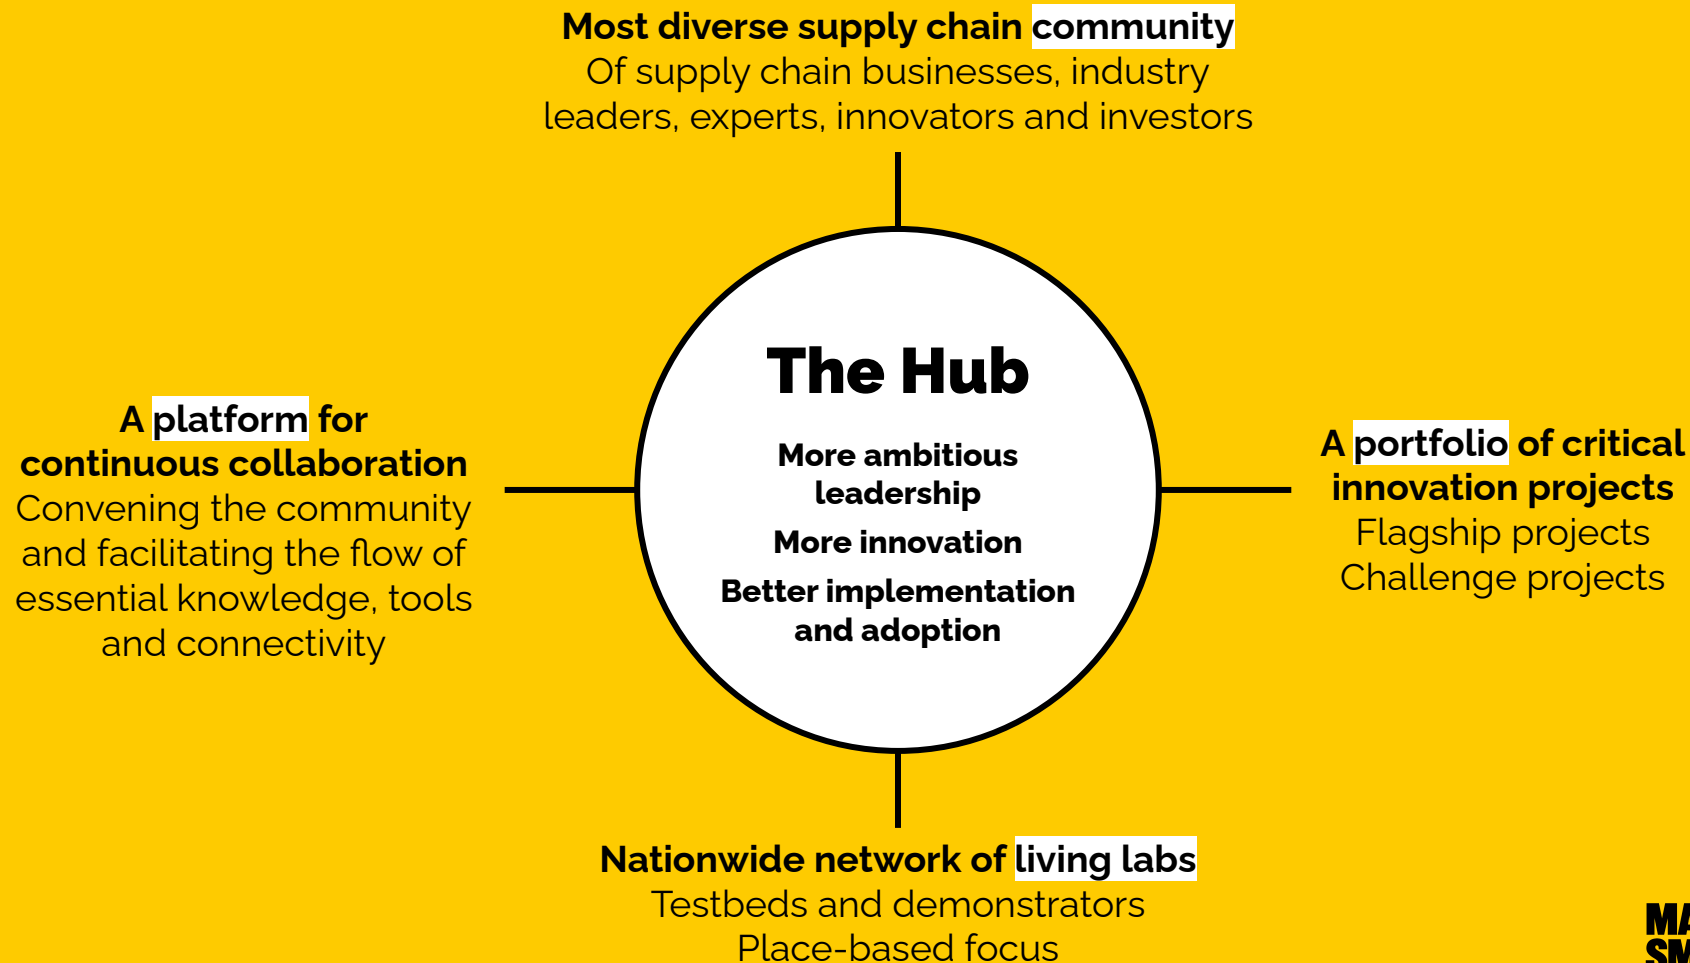 Most diverse supply chain community
Of supply chain businesses, industry
leaders, experts, innovators and investors
The Hub
More ambitious
leadership
More innovation
Better implementation
and adoption
A platform for
continuous collaboration
Convening the community
and facilitating the flow of
essential knowledge, tools
and connectivity
A portfolio of critical
innovation projects
Flagship projects
Challenge projects
Nationwide network of living labs
Testbeds and demonstrators
Place-based focus